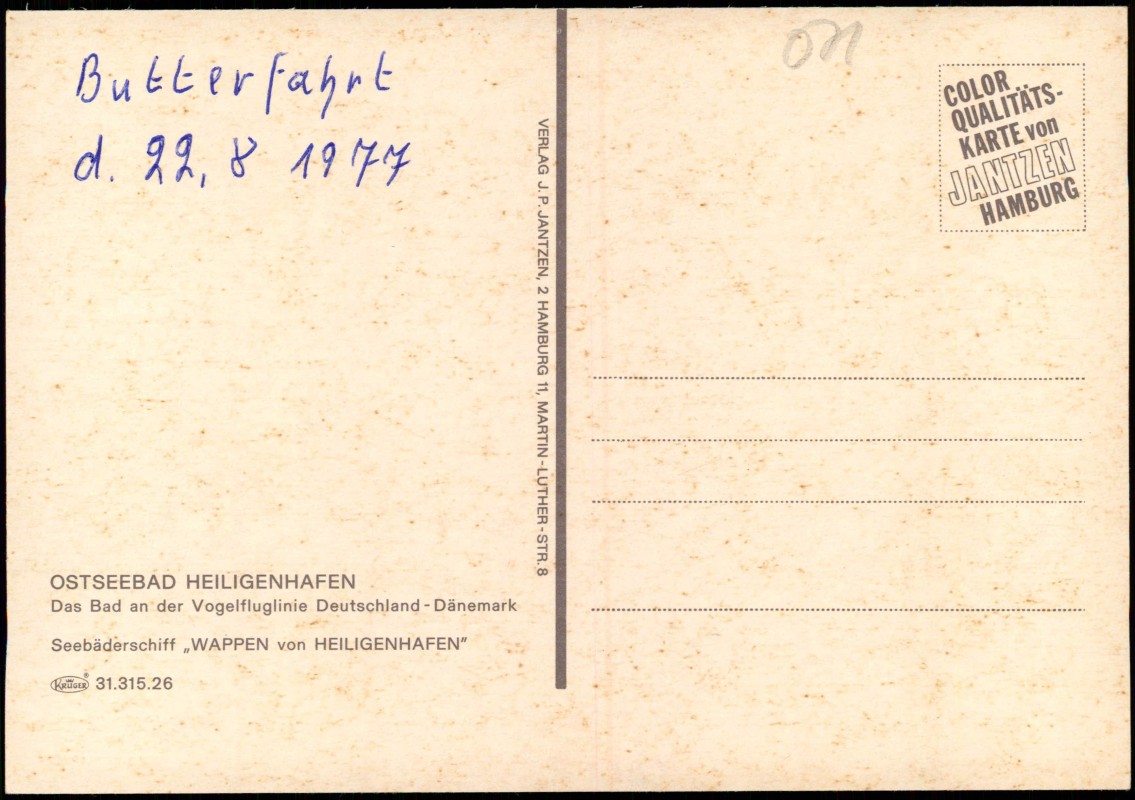 Butterfahrt
d. 22, 8 1977
OSTSEEBAD HEILIGENHAFEN
Das Bad an der Vogelfluglinie Deutschland-Dänemark
Seebäderschiff „WAPPEN von HEILIGENHAFEN"
KRÜGER® 31.315.26
VERLAG J. P. JANTZEN, 2 HAMBURG 11, MARTIN-LUTHER-STR. 8
COLOR
QUALITÄTS-
KARTE von
JANTZEN
HAMBURG